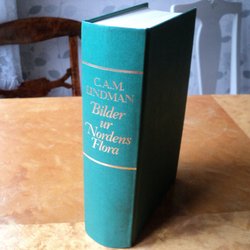 C.A.M.
LINDMAN
Bilder
ur
Nordens
Flora